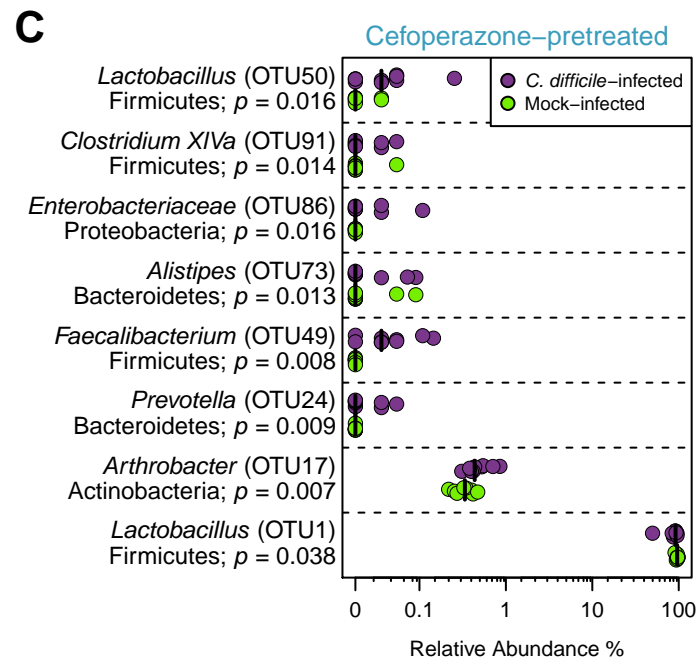 C
Cefoperazone−pretreated
C. difficile−infected
Mock−infected
Lactobacillus (OTU50)
Firmicutes; p = 0.016
Clostridium XIVa (OTU91)
Firmicutes; p = 0.014
Enterobacteriaceae (OTU86)
Proteobacteria; p = 0.016
Alistipes (OTU73)
Bacteroidetes; p = 0.013
Faecalibacterium (OTU49)
Firmicutes; p = 0.008
Prevotella (OTU24)
Bacteroidetes; p = 0.009
Arthrobacter (OTU17)
Actinobacteria; p = 0.007
Lactobacillus (OTU1)
Firmicutes; p = 0.038
0 0.1 1 10 100
Relative Abundance %